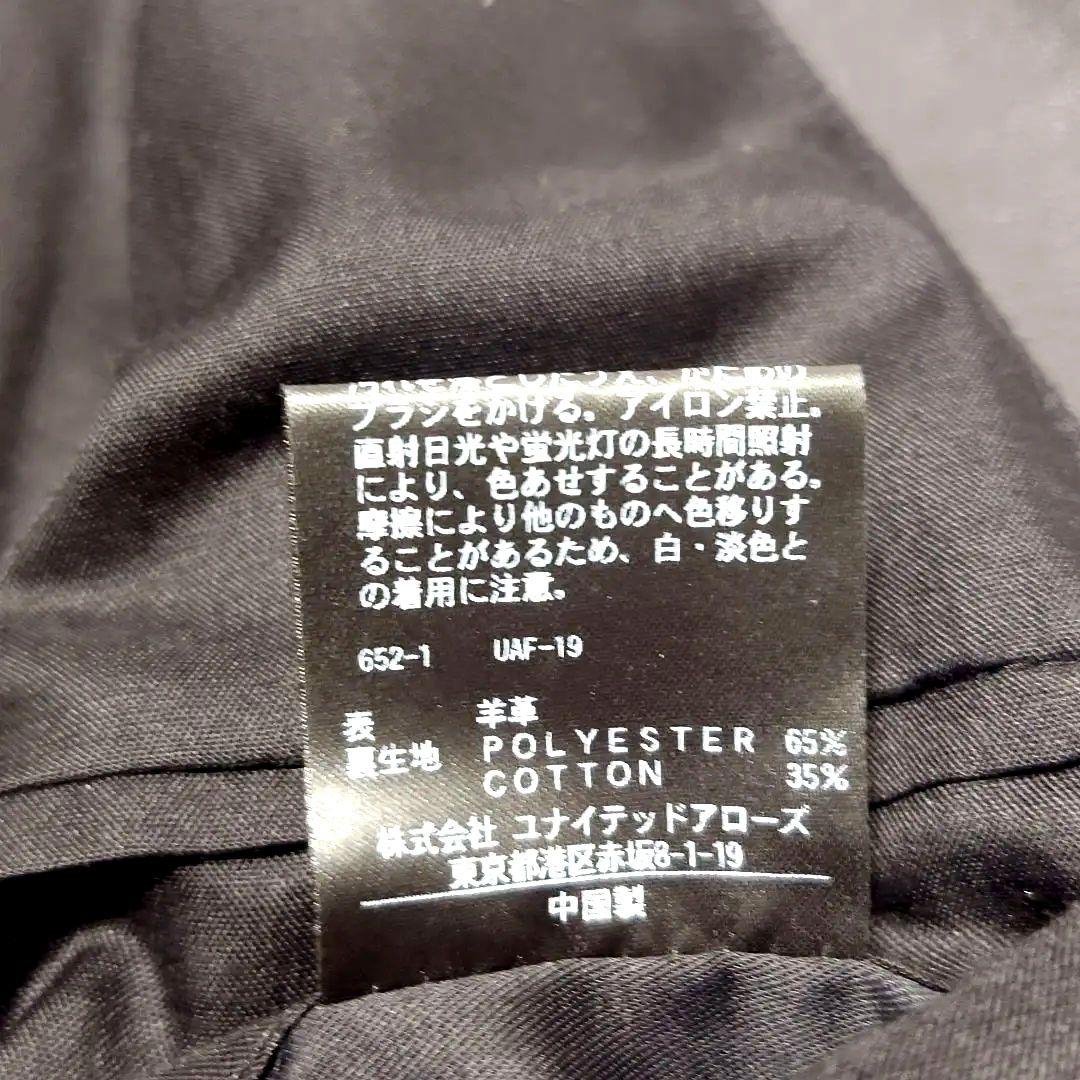 ブラシをかける。アイロン禁止。
直射日光や蛍光灯の長時間照射
により、色あせすることがある。
摩擦により他のものへ色移りす
ることがあるため、白・淡色と
の着用に注意。
652-1 UAF-19
表 羊革
裏生地 POLYESTER 65%
COTTON 35%
株式会社 ユナイテッドアローズ
東京都港区赤坂8-1-19
中国製